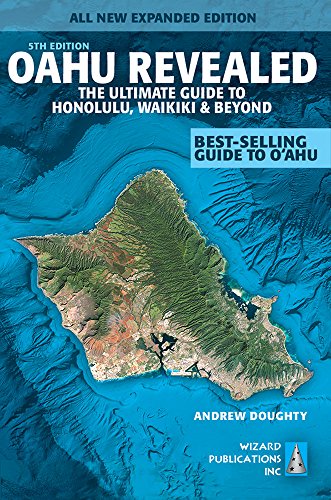 ALL NEW EXPANDED EDITION
5TH EDITION
OAHU REVEALED
THE ULTIMATE GUIDE TO
HONOLULU, WAIKIKI & BEYOND
BEST-SELLING
GUIDE TO O'AHU
ANDREW DOUGHTY
WIZARD
PUBLICATIONS
INC